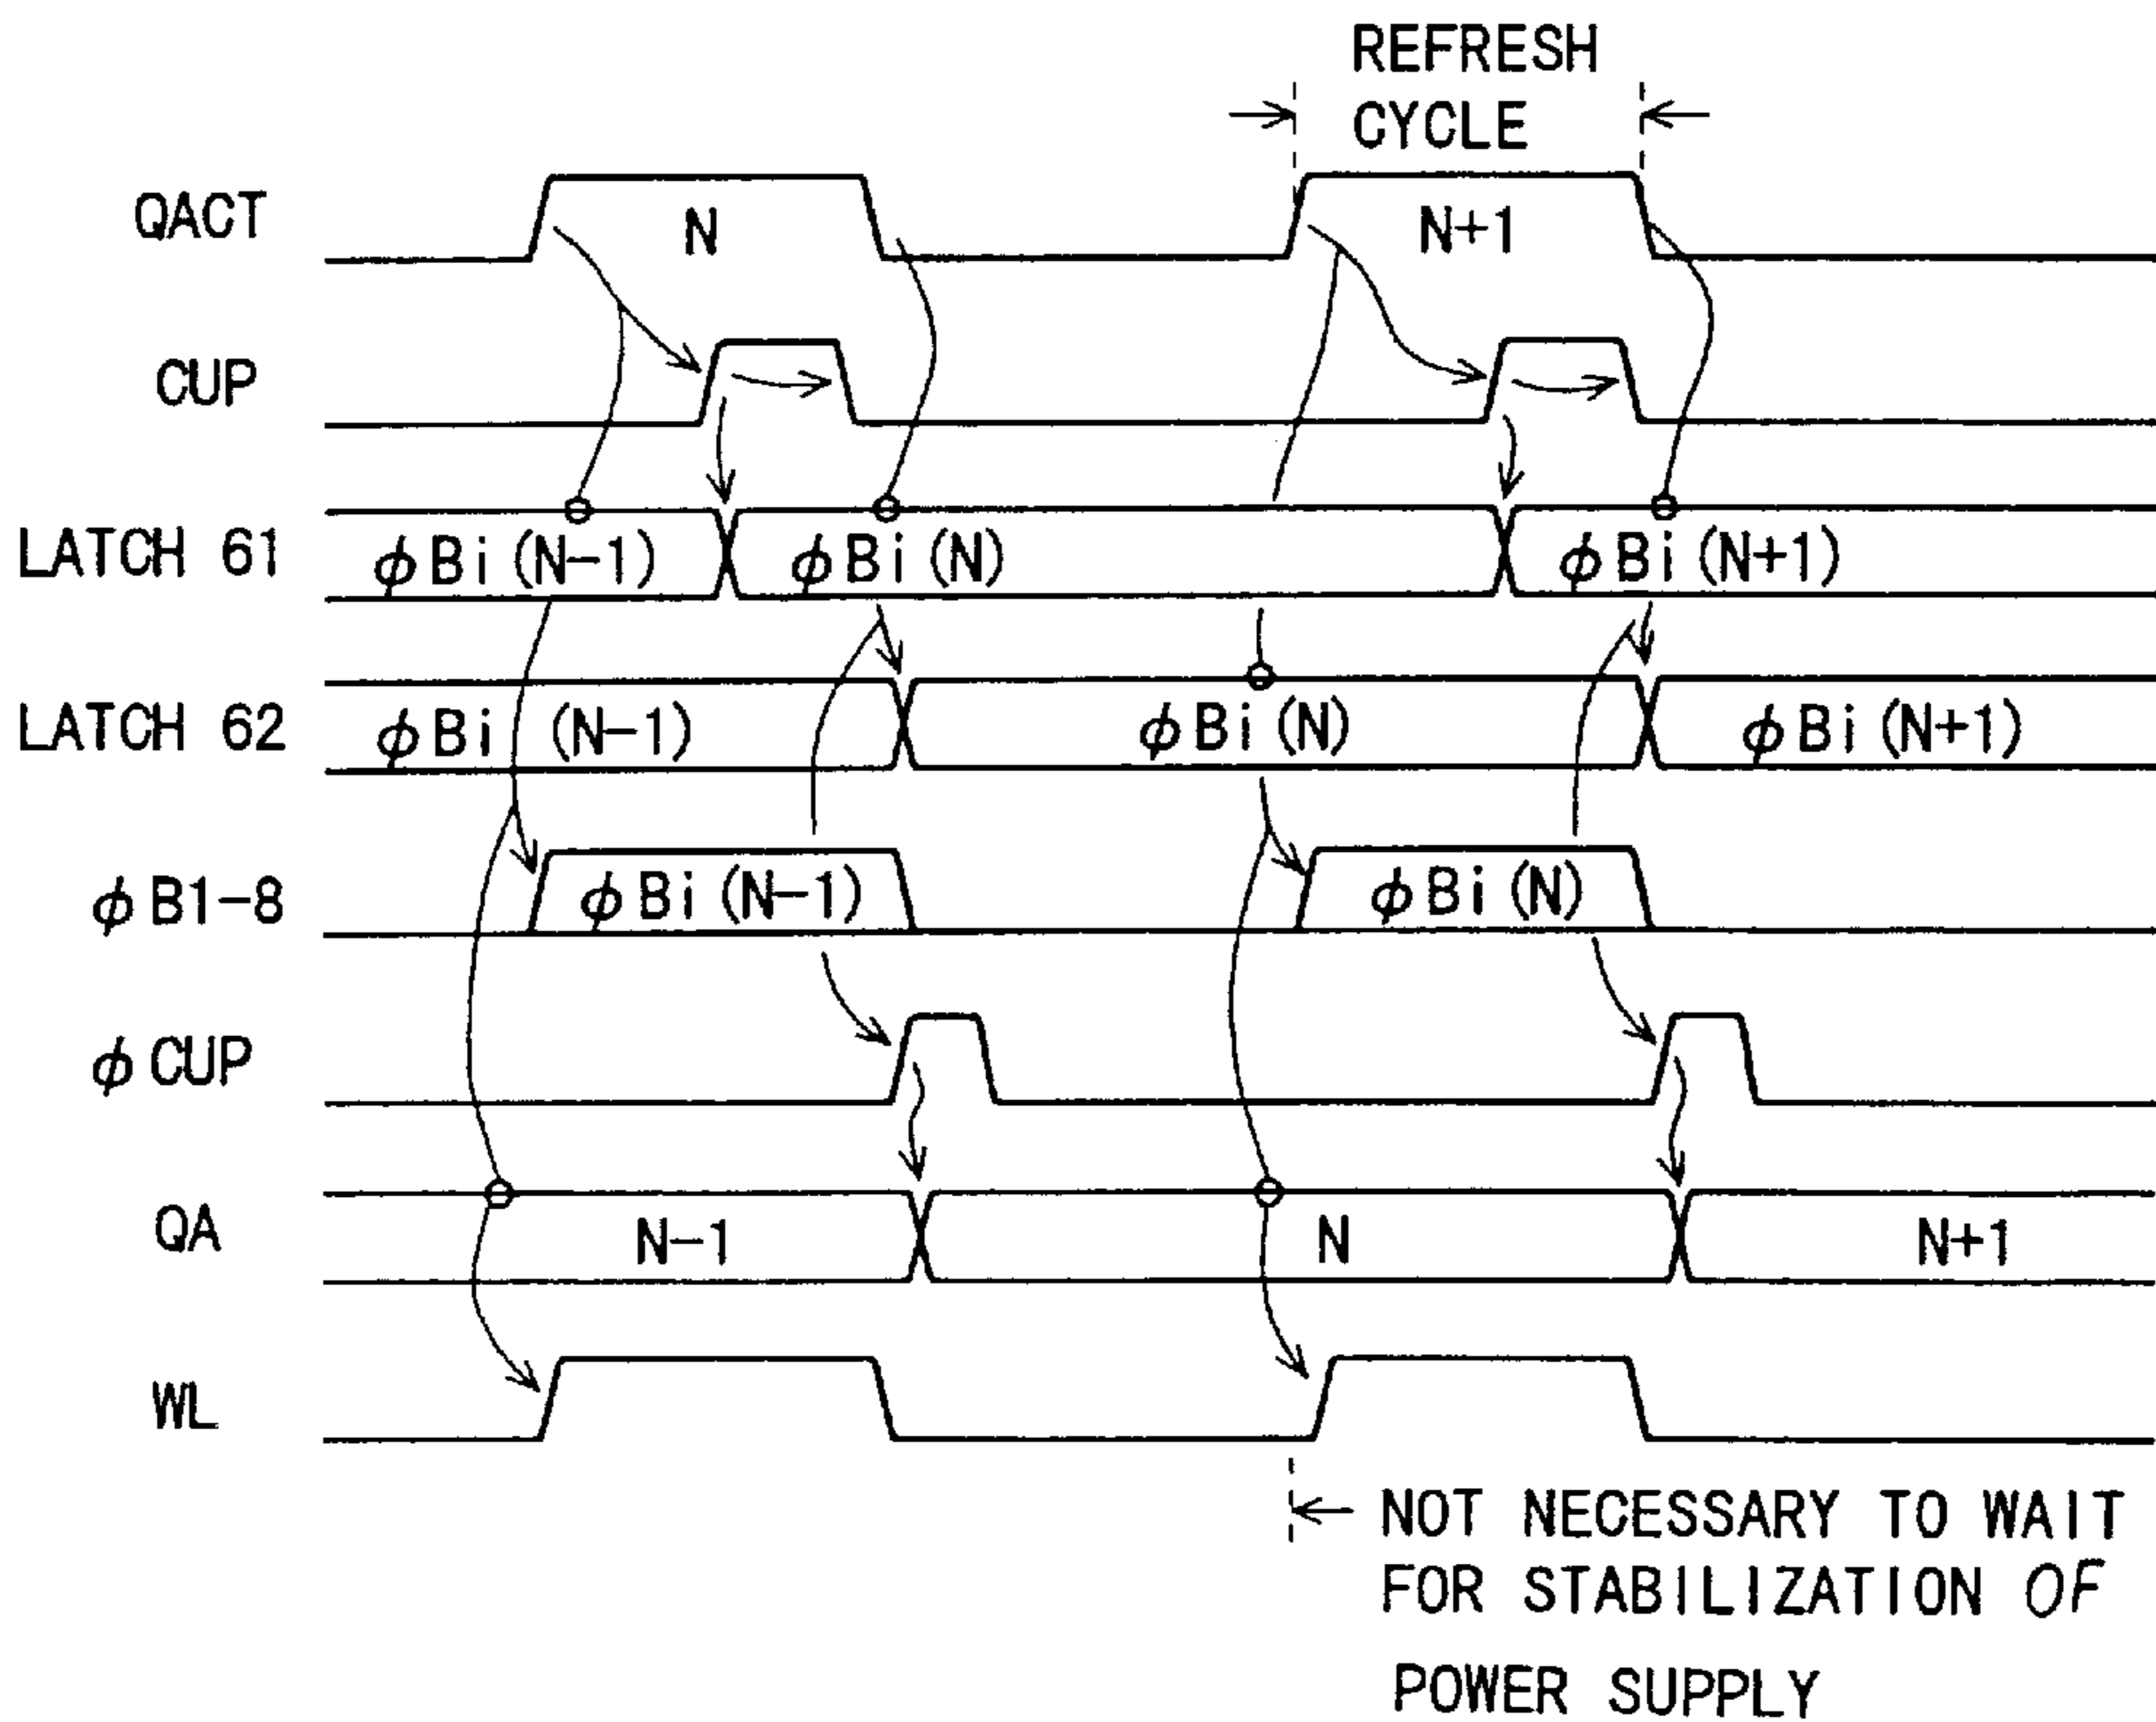 REFRESH
CYCLE
QACT N N+1
CUP
LATCH 61 φBi(N-1) φBi(N) φBi(N+1)
LATCH 62 φBi (N-1) φBi(N) φBi(N+1)
φB1-8 φBi(N-1) φBi(N)
φCUP
QA N-1 N N+1
WL
NOT NECESSARY TO WAIT
FOR STABILIZATION OF
POWER SUPPLY